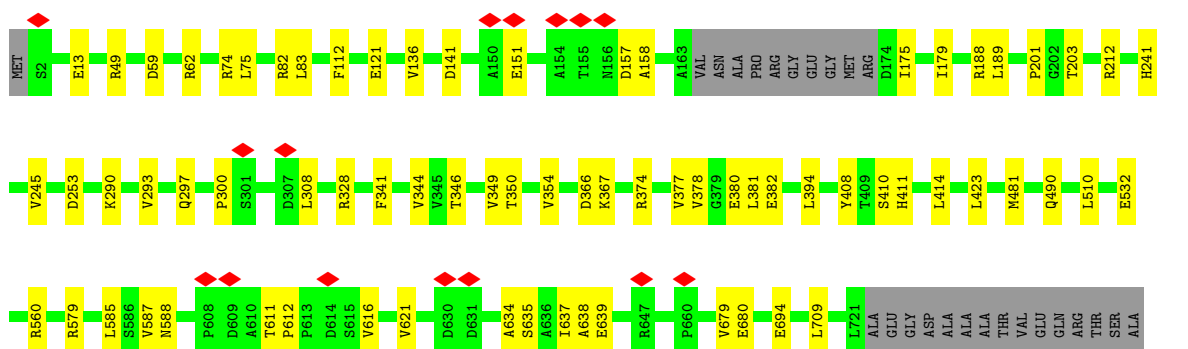 MET S2 E13 R49 D59 R62 R74 L75 R82 L83 F112 E121 V136 D141 A150 E151 A154 T155 N156 D157 A158 A163 VAL ASN ALA PRO ARG GLY GLU GLY MET ARG D174 I175 I179 R188 L189 P201 G202 T203 R212 H241
V245 D253 K290 V293 Q297 P300 S301 D307 L308 R328 F341 V344 V345 T346 V349 T350 V354 D366 K367 R374 V377 V378 G379 E380 L381 E382 L394 Y408 T409 S410 H411 L414 L423 M481 Q490 L510 E532
R560 R579 L585 S586 V587 N588 P608 D609 A610 T611 P612 P613 D614 S615 V616 V621 D630 D631 A634 S635 A636 I637 A638 E639 R647 P660 V679 E680 E694 L709 L721 ALA GLU GLY ASP ALA ALA ALA THR VAL GLU GLN ARG THR SER ALA